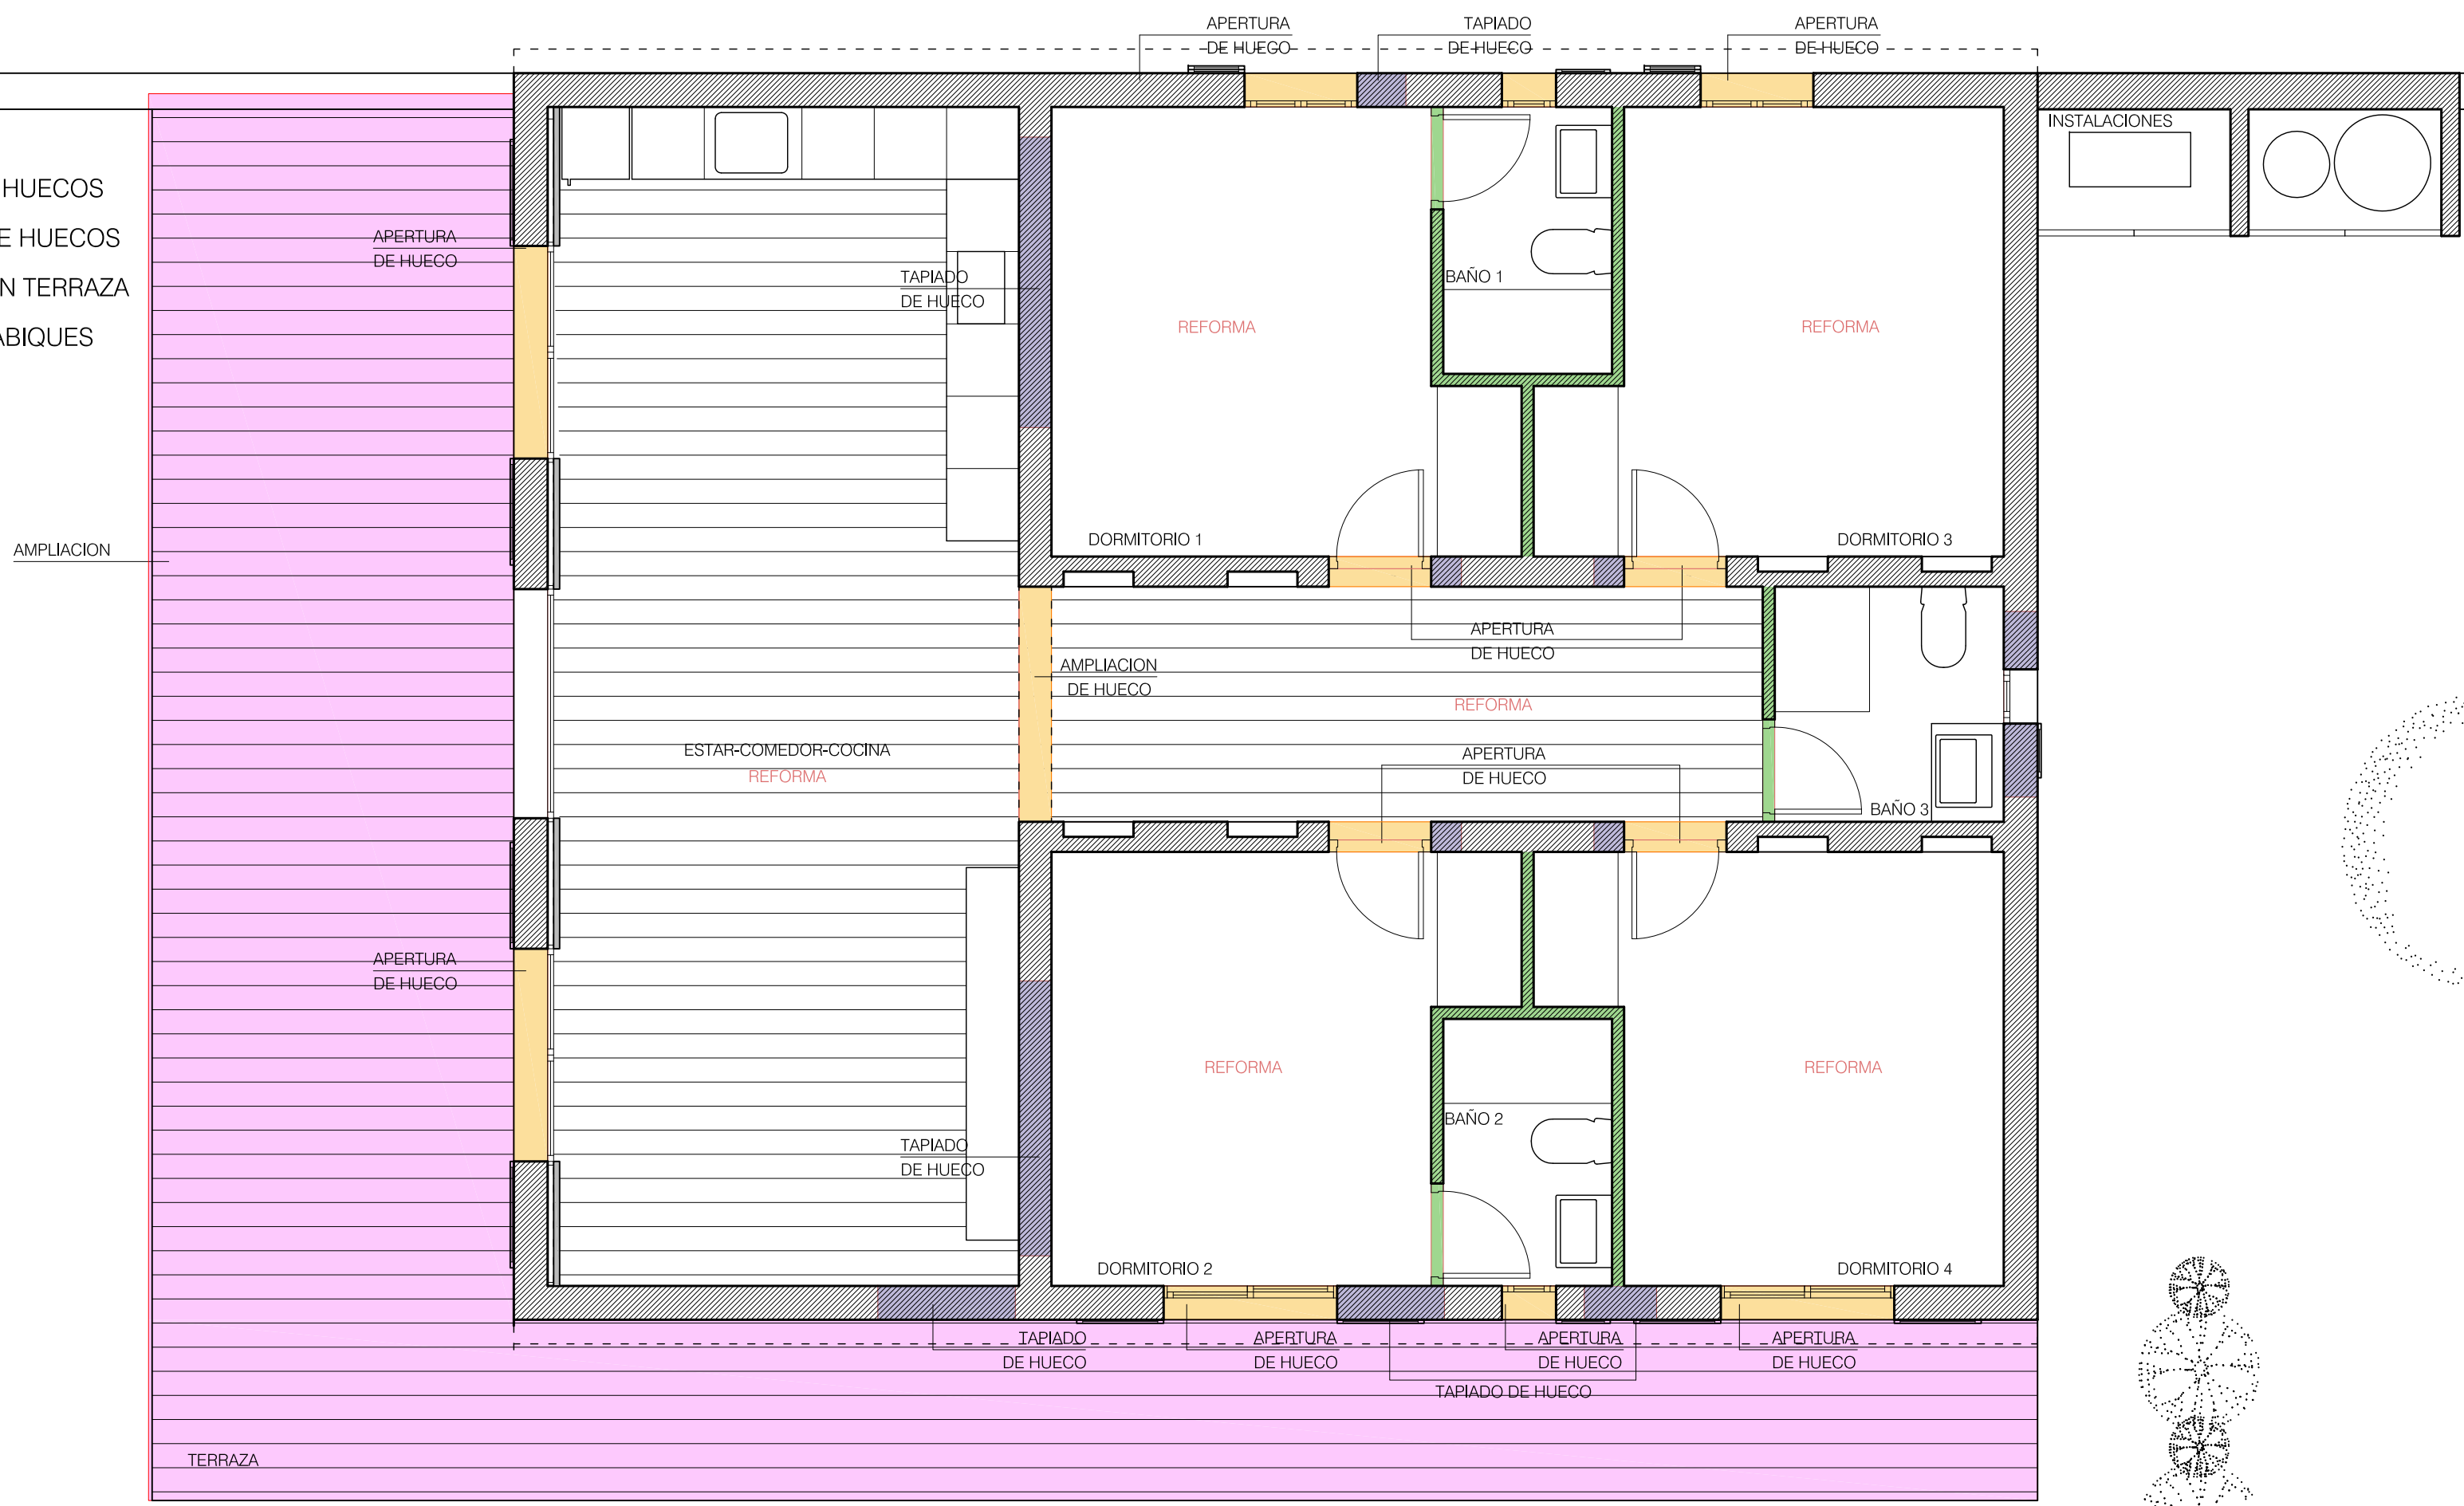 APERTURA
DE HUECO
TAPIADO
DE HUECO
APERTURA
DE HUECO
INSTALACIONES
HUECOS
E HUECOS
N TERRAZA
ABIQUES
APERTURA
DE HUECO
TAPIADO
DE HUECO
BAÑO 1
REFORMA
REFORMA
DORMITORIO 1
DORMITORIO 3
AMPLIACION
APERTURA
DE HUECO
AMPLIACION
DE HUECO
REFORMA
ESTAR-COMEDOR-COCINA
REFORMA
APERTURA
DE HUECO
BAÑO 3
APERTURA
DE HUECO
REFORMA
REFORMA
BAÑO 2
TAPIADO
DE HUECO
DORMITORIO 2
DORMITORIO 4
TAPIADO
DE HUECO
APERTURA
DE HUECO
APERTURA
DE HUECO
APERTURA
DE HUECO
TAPIADO DE HUECO
TERRAZA